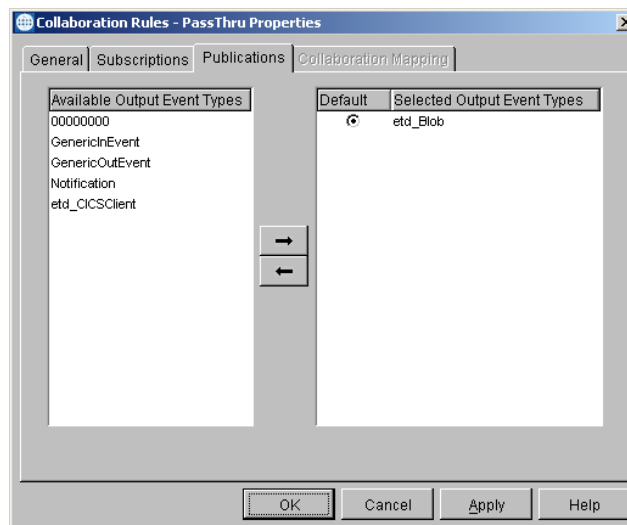 Collaboration Rules - PassThru Properties
General Subscriptions Publications Collaboration Mapping
Available Output Event Types
00000000
GenericInEvent
GenericOutEvent
Notification
etd_CICSClient
Default Selected Output Event Types
etd_Blob
OK Cancel Apply Help